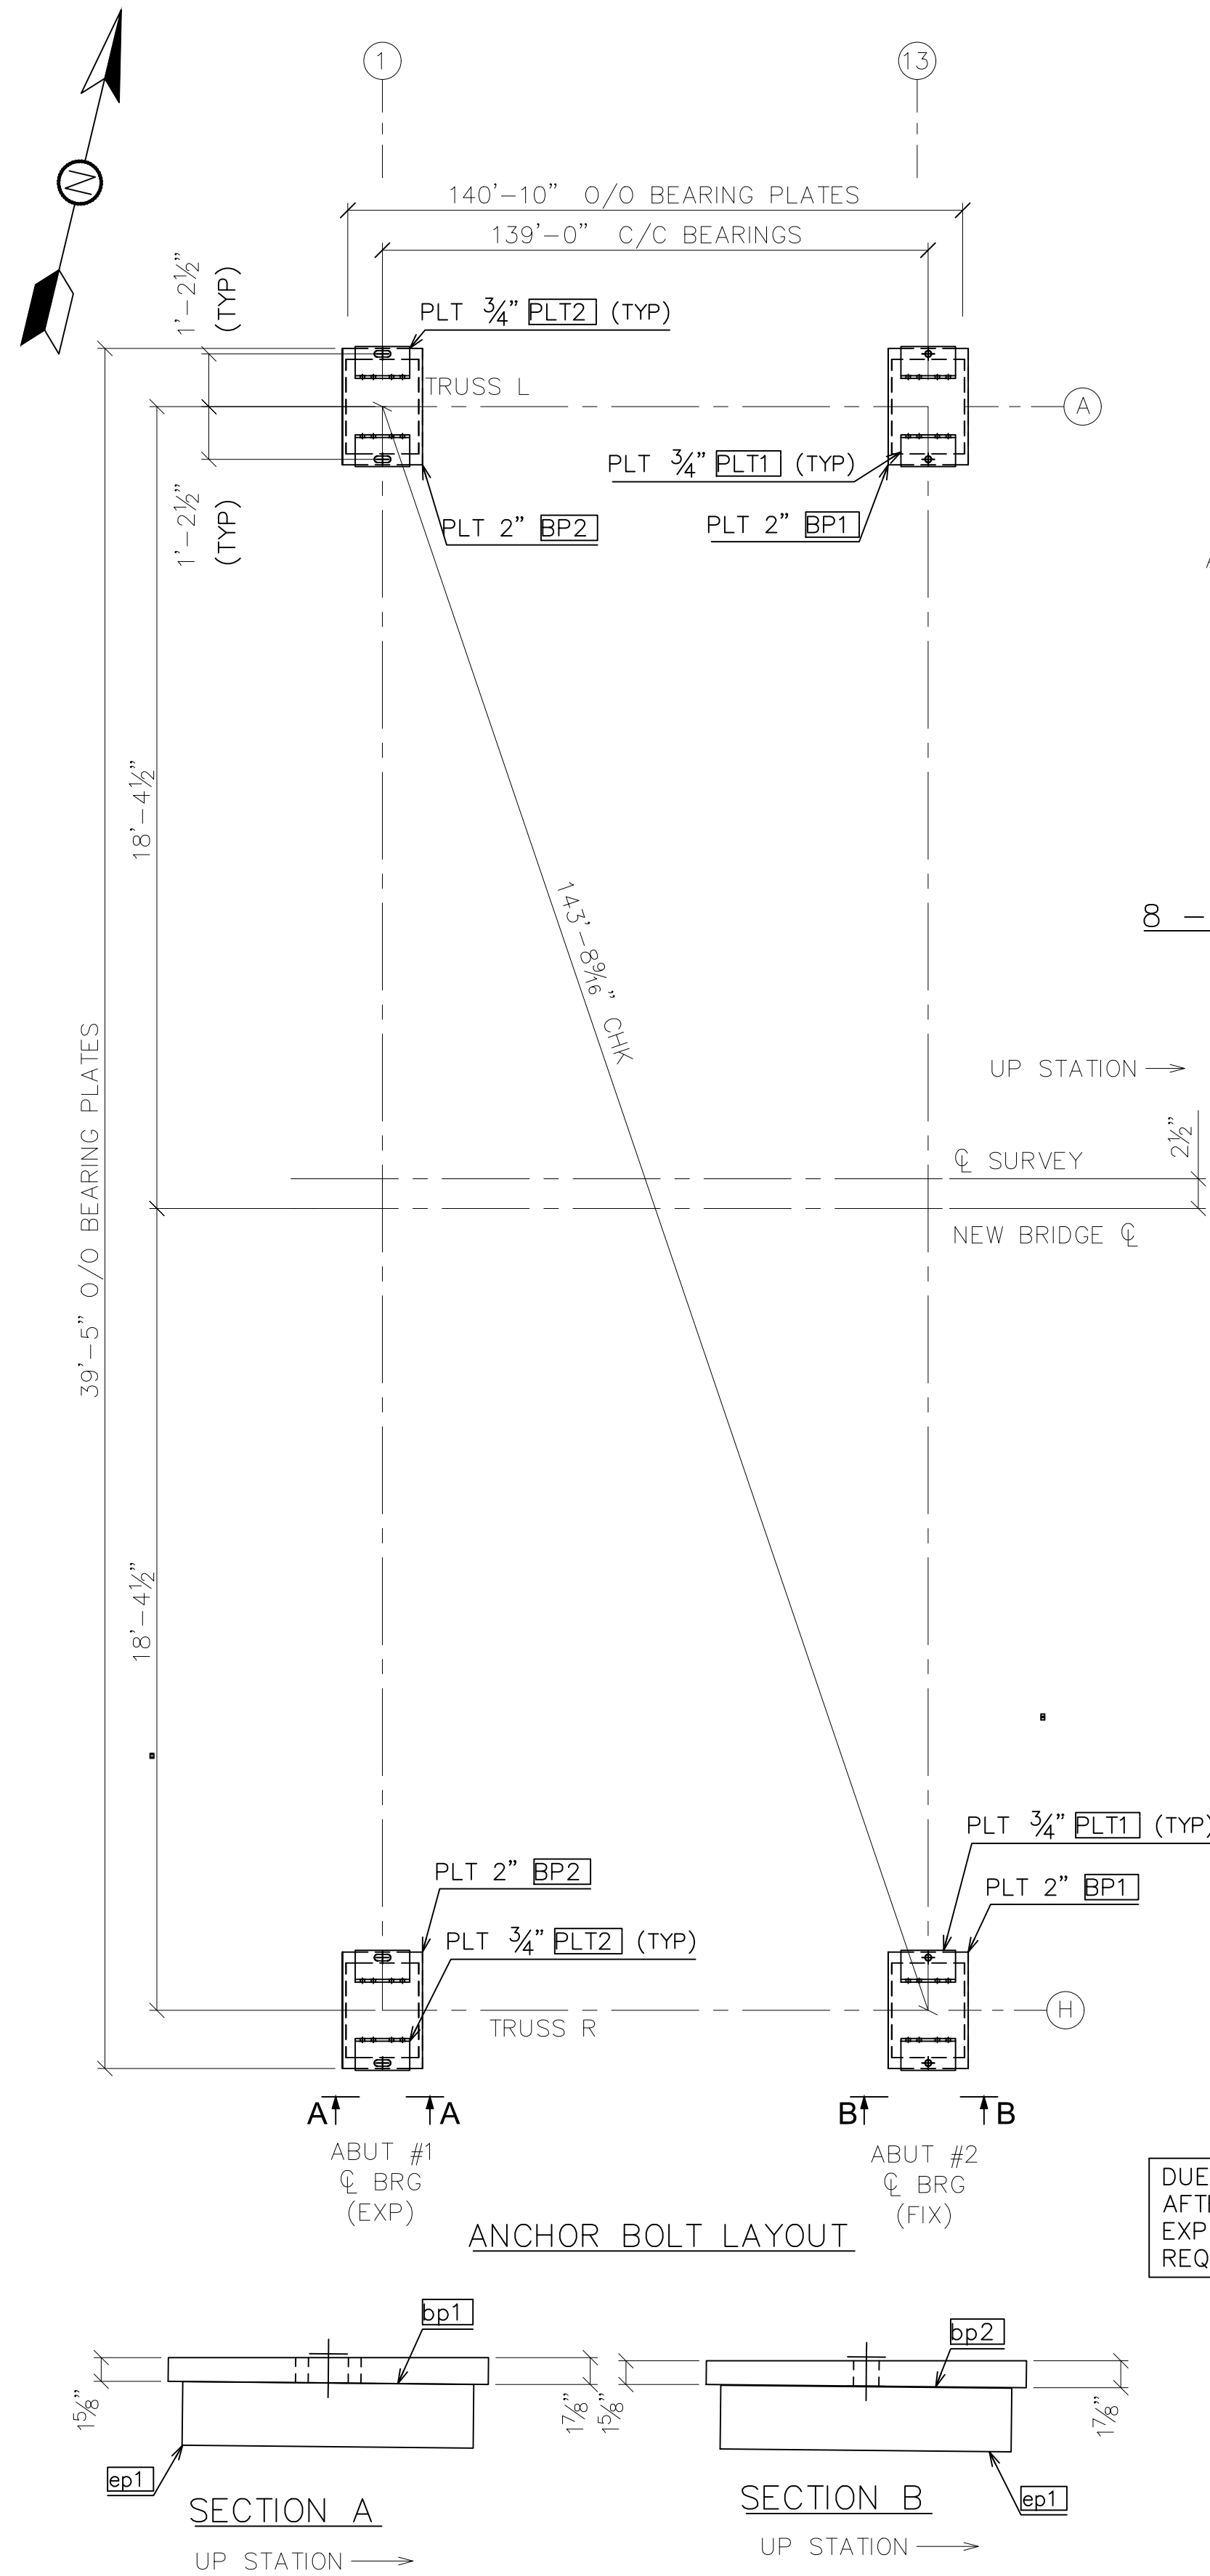 1
13
N
140'-10" O/O BEARING PLATES
139'-0" C/C BEARINGS
1'-2½"
(TYP)
PLT ¾" PLT2 (TYP)
TRUSS L
A
PLT ¾" PLT1 (TYP)
1'-2½"
(TYP)
PLT 2" BP2
PLT 2" BP1
18'-4½"
8 -
143'-8⁹⁄₁₆" CHK
39'-5" O/O BEARING PLATES
UP STATION
2½"
℄ SURVEY
NEW BRIDGE ℄
18'-4½"
PLT ¾" PLT1 (TYP)
PLT 2" BP2
PLT 2" BP1
PLT ¾" PLT2 (TYP)
TRUSS R
H
A A
B B
ABUT #1
℄ BRG
(EXP)
ABUT #2
℄ BRG
(FIX)
DUE
AFTE
EXP
REQ
ANCHOR BOLT LAYOUT
bp1
1⅝"
1⅞"
ep1
SECTION A
UP STATION
bp2
1⅝"
1⅞"
ep1
SECTION B
UP STATION